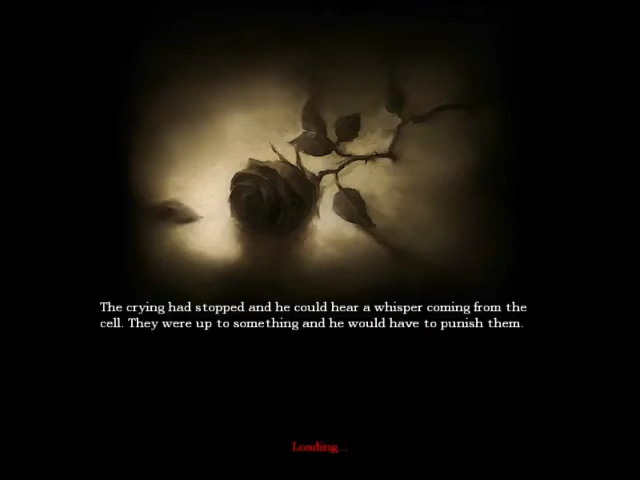 The crying had stopped and he could hear a whisper coming from the
cell. They were up to something and he would have to punish them.
Loading...